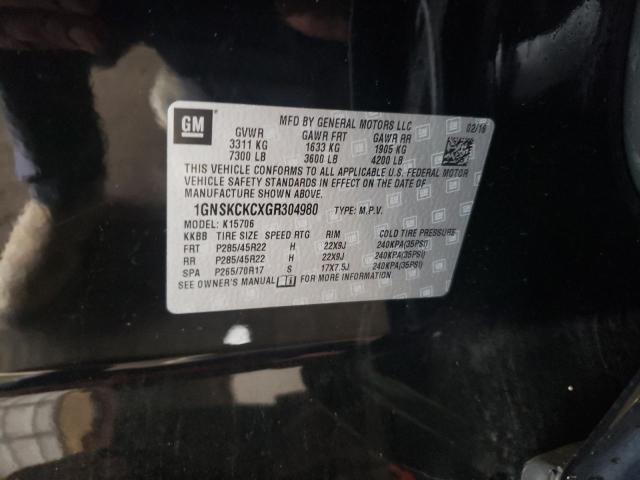 GM
MFD BY GENERAL MOTORS LLC 02/16
GVWR GAWR FRT GAWR RR
3311 KG 1633 KG 1905 KG
7300 LB 3600 LB 4200 LB
THIS VEHICLE CONFORMS TO ALL APPLICABLE U.S. FEDERAL MOTOR
VEHICLE SAFETY STANDARDS IN EFFECT ON THE DATE OF
MANUFACTURE SHOWN ABOVE.
1GNSKCKCXGR304980 TYPE: M.P.V.
MODEL: K15706
KKBB TIRE SIZE SPEED RTG RIM COLD TIRE PRESSURE
FRT P285/45R22 H 22X9J 240KPA(35PSI)
RR P285/45R22 H 22X9J 240KPA(35PSI)
SPA P265/70R17 S 17X7.5J 240KPA(35PSI)
SEE OWNER'S MANUAL FOR MORE INFORMATION